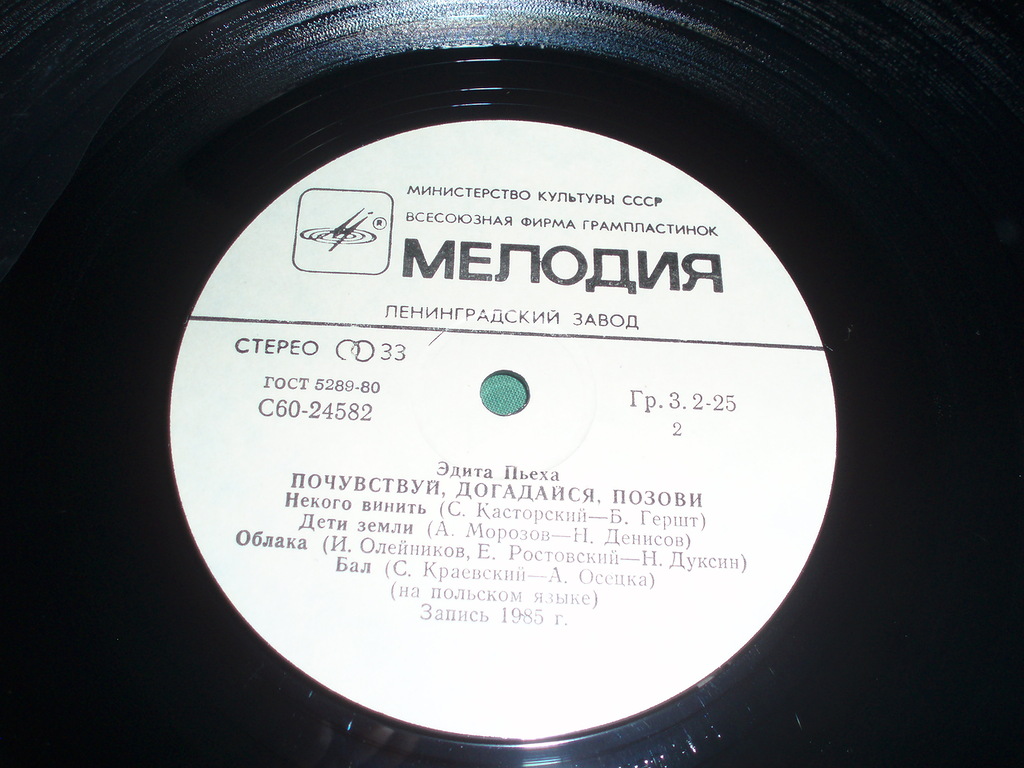 МИНИСТЕРСТВО КУЛЬТУРЫ СССР
ВСЕСОЮЗНАЯ ФИРМА ГРАМПЛАСТИНОК
®
МЕЛОДИЯ
ЛЕНИНГРАДСКИЙ ЗАВОД
СТЕРЕО 33
ГОСТ 5289-80
С60-24582
Гр. 3. 2-25
2
Эдита Пьеха
ПОЧУВСТВУЙ, ДОГАДАЙСЯ, ПОЗОВИ
Некого винить (С. Касторский—Б. Гершт)
Дети земли (А. Морозов—Н. Денисов)
Облака (И. Олейников, Е. Ростовский—Н. Дуксин)
Бал (С. Краевский—А. Осецка)
(на польском языке)
Запись 1985 г.